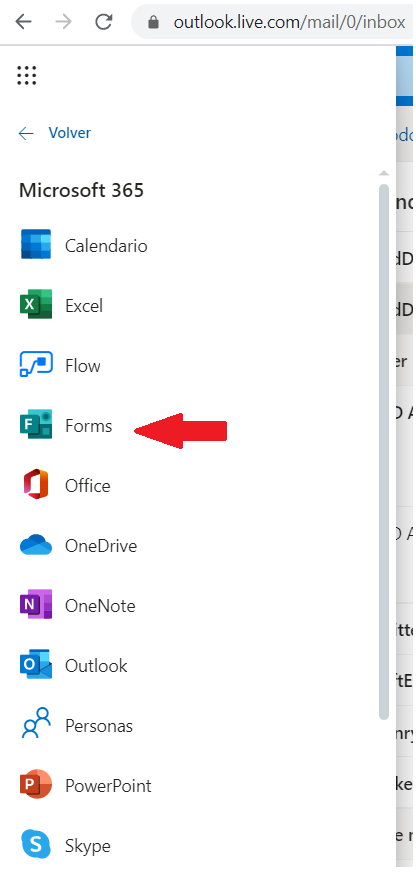 outlook.live.com/mail/0/inbox
Volver
Microsoft 365
Calendario
Excel
Flow
Forms
Office
OneDrive
OneNote
Outlook
Personas
PowerPoint
Skype